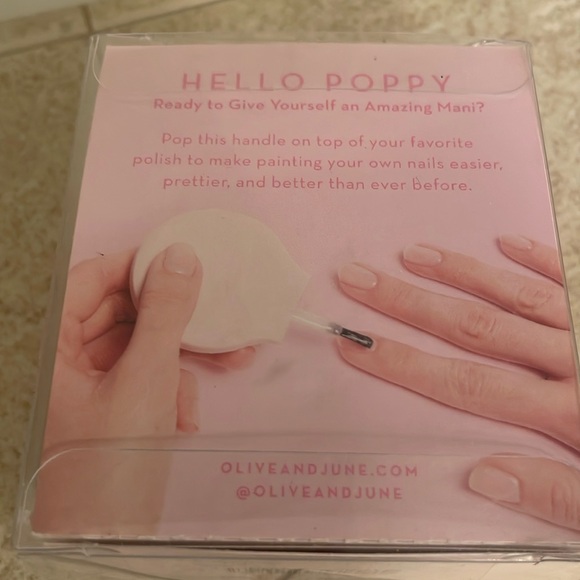 HELLO POPPY
Ready to Give Yourself an Amazing Mani?
Pop this handle on top of your favorite
polish to make painting your own nails easier,
prettier, and better than ever before.
OLIVEANDJUNE.COM
@OLIVEANDJUNE